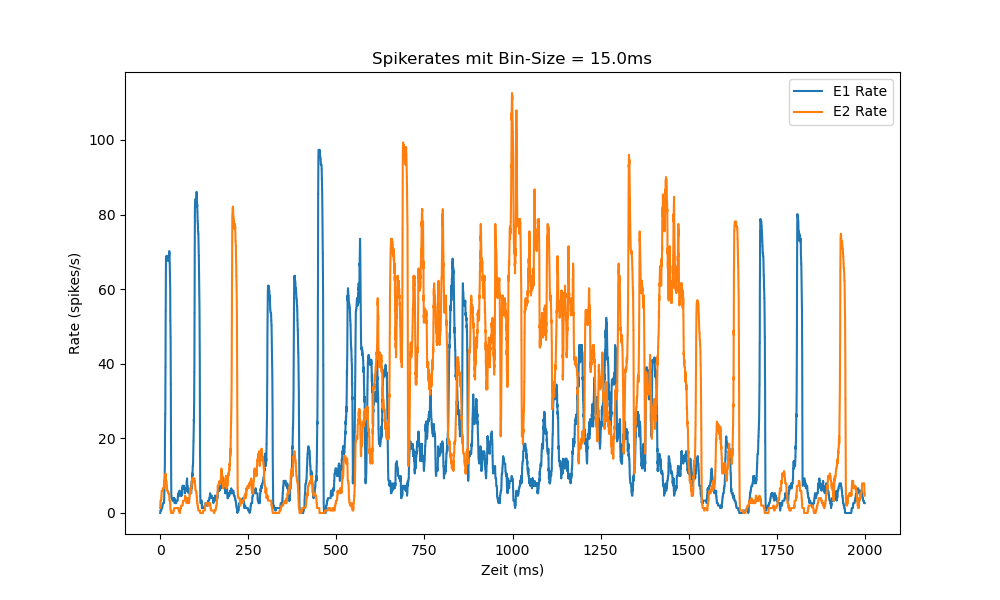 Spikerates mit Bin-Size = 15.0ms
E1 Rate
E2 Rate
Rate (spikes/s)
100
80
60
40
20
0
0 250 500 750 1000 1250 1500 1750 2000
Zeit (ms)